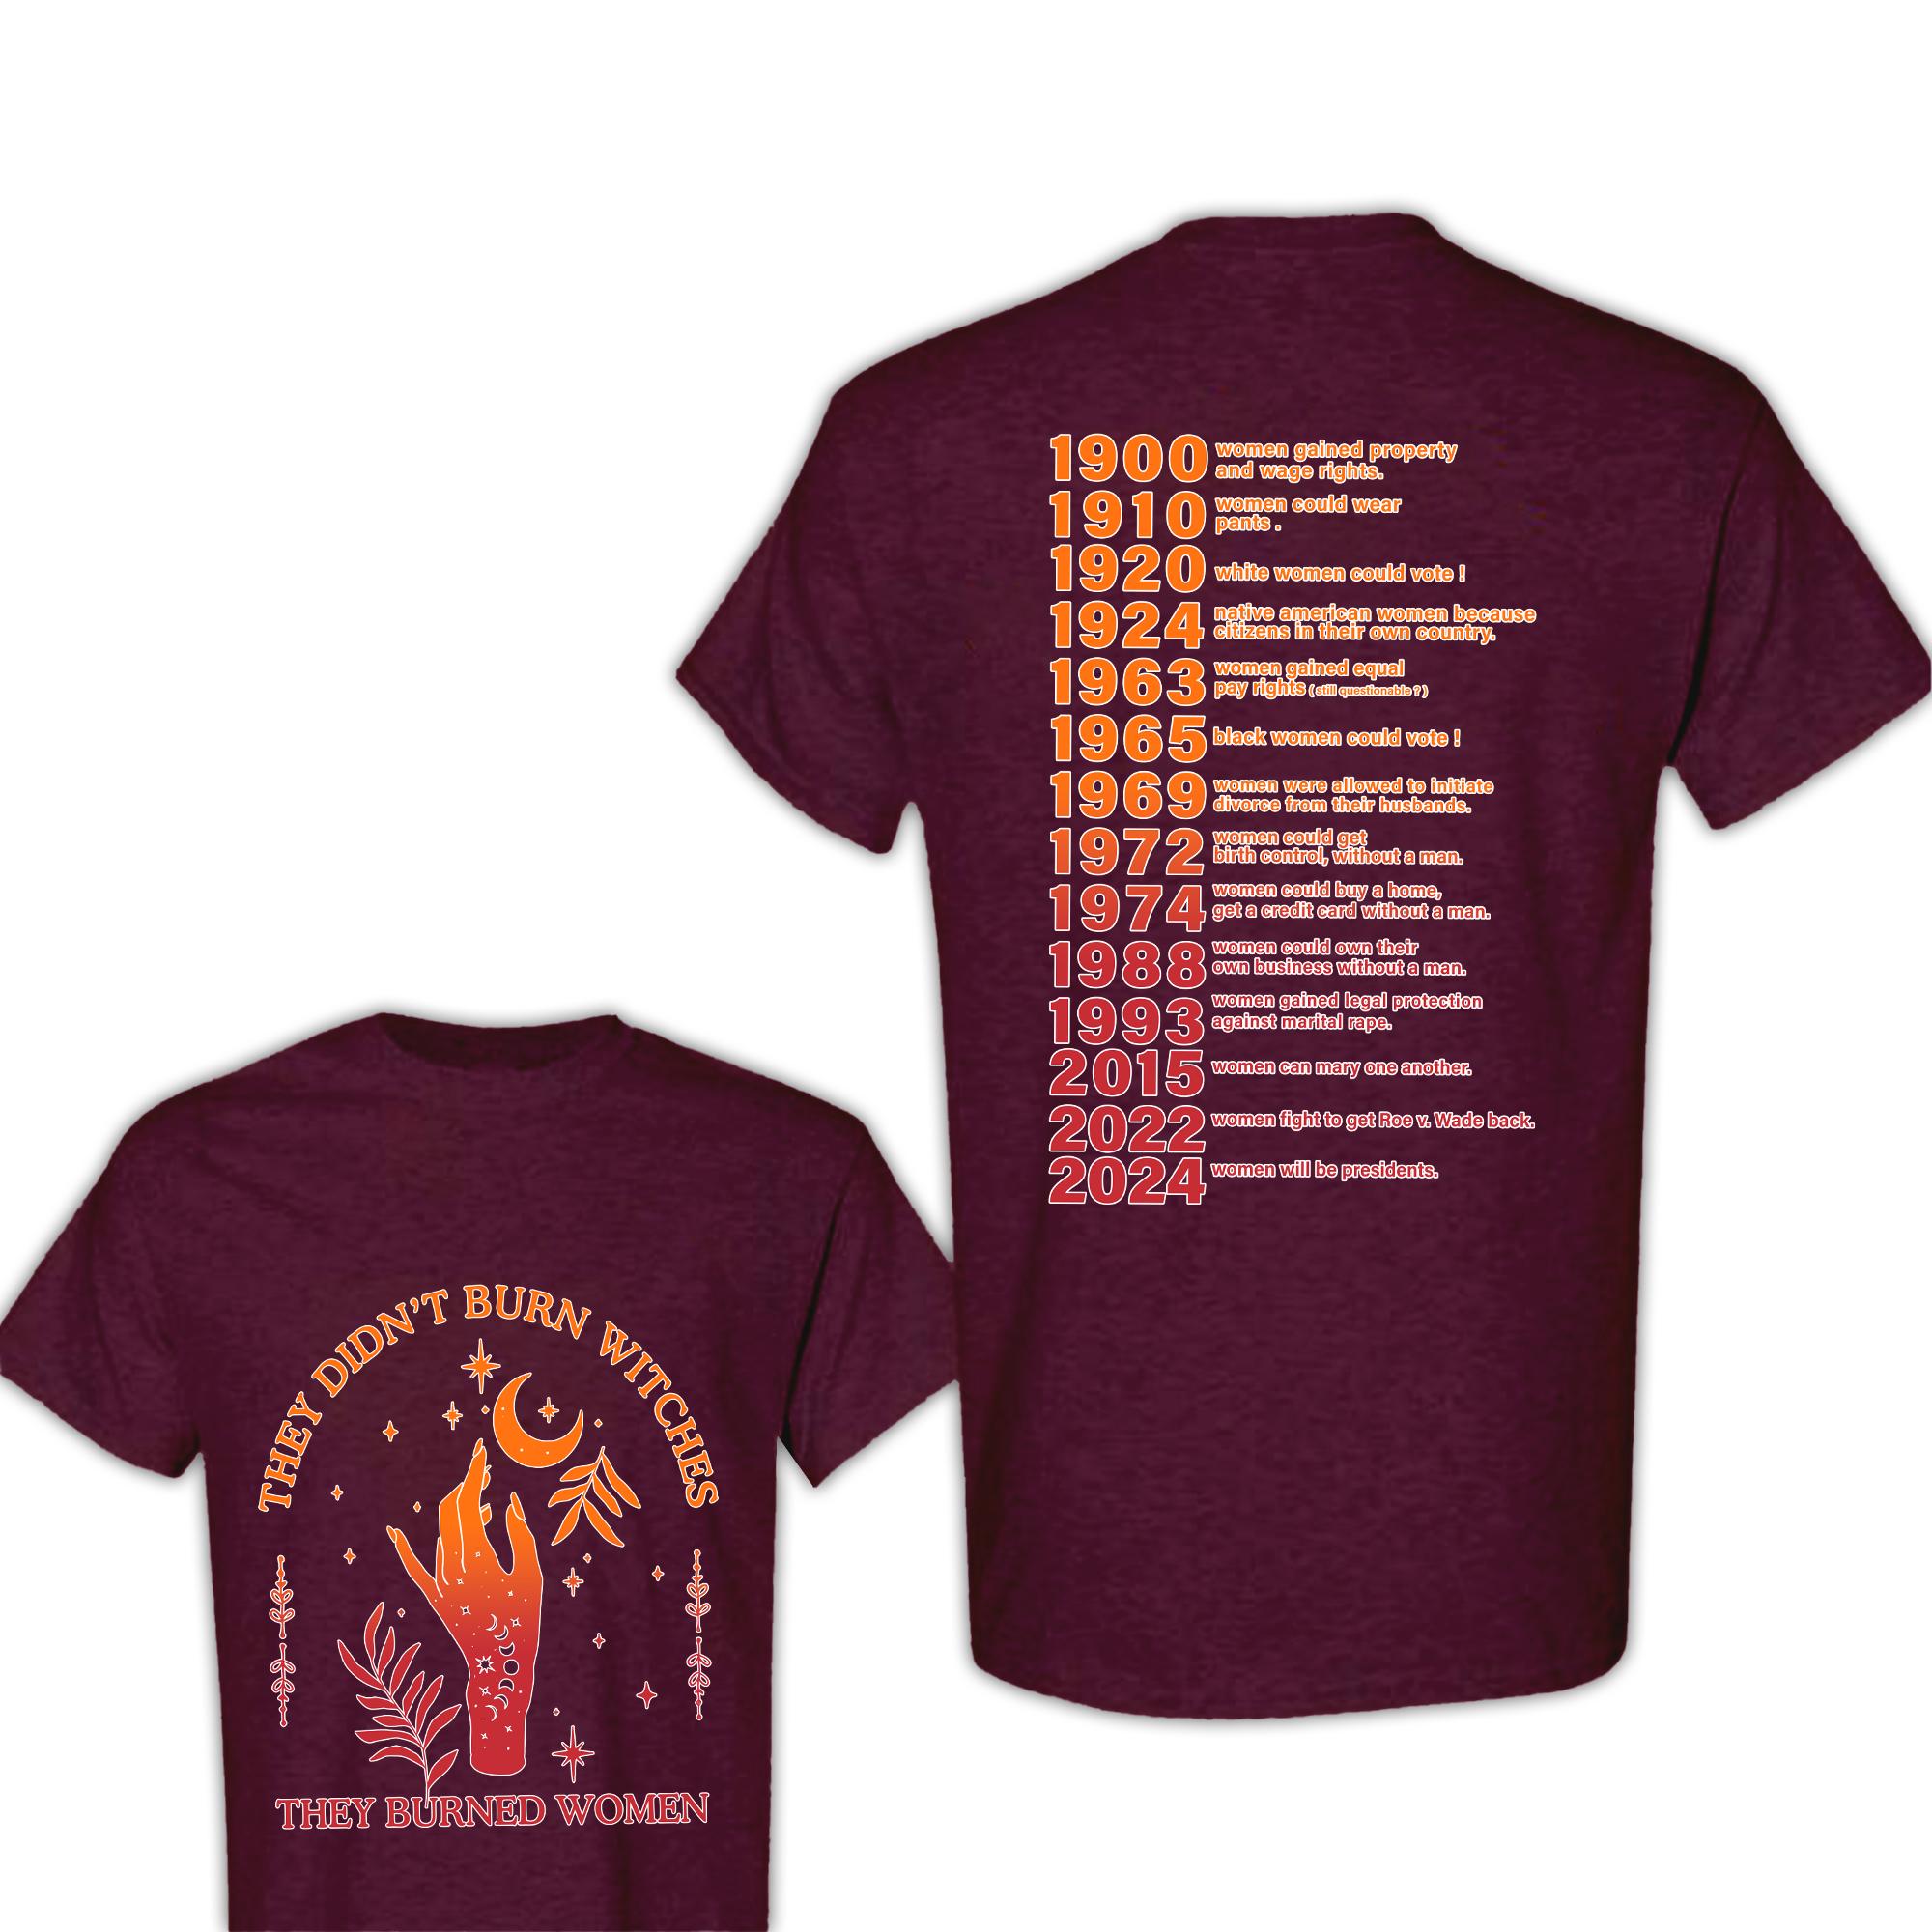 1900 women gained property
and wage rights.
1910 women could wear
pants .
1920 white women could vote !
1924 native american women because
citizens in their own country.
1963 women gained equal
pay rights ( still questionable ? )
1965 black women could vote !
1969 women were allowed to initiate
divorce from their husbands.
1972 women could get
birth control, without a man.
1974 women could buy a home,
get a credit card without a man.
1988 women could own their
own business without a man.
1993 women gained legal protection
against marital rape.
2015 women can mary one another.
2022 women fight to get Roe v. Wade back.
2024 women will be presidents.
THEY DIDN'T BURN WITCHES
THEY BURNED WOMEN